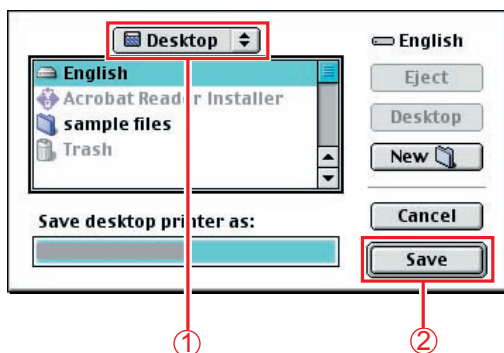 Desktop
English
Acrobat Reader Installer
sample files
Trash
Save desktop printer as:
English
Eject
Desktop
New
Cancel
Save
1
2